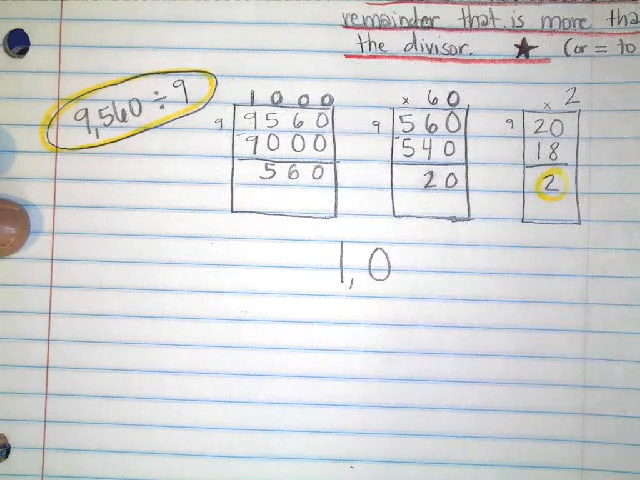 remainder that is more tha
the divisor. ★ (or = to
9,560 ÷ 9
1000 × 60 × 2
9 9560 9 560 9 20
-9000 -540 18
560 20 2
1,0